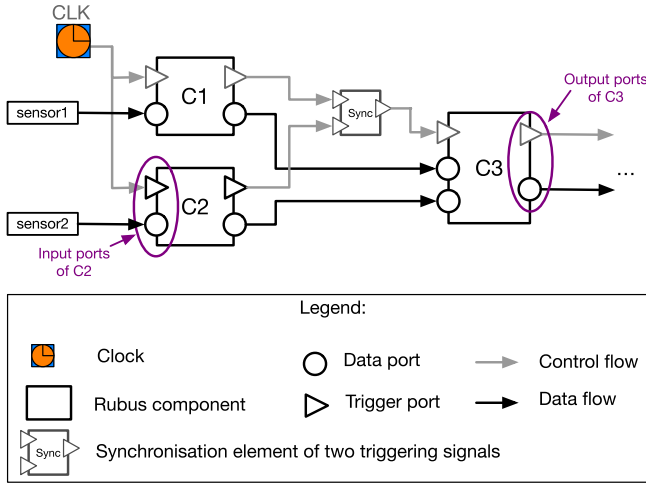 CLK
C1
sensor1
Sync
Output ports
of C3
C3
...
C2
sensor2
Input ports
of C2
Legend:
Clock
Data port
Control flow
Rubus component
Trigger port
Data flow
Sync
Synchronisation element of two triggering signals